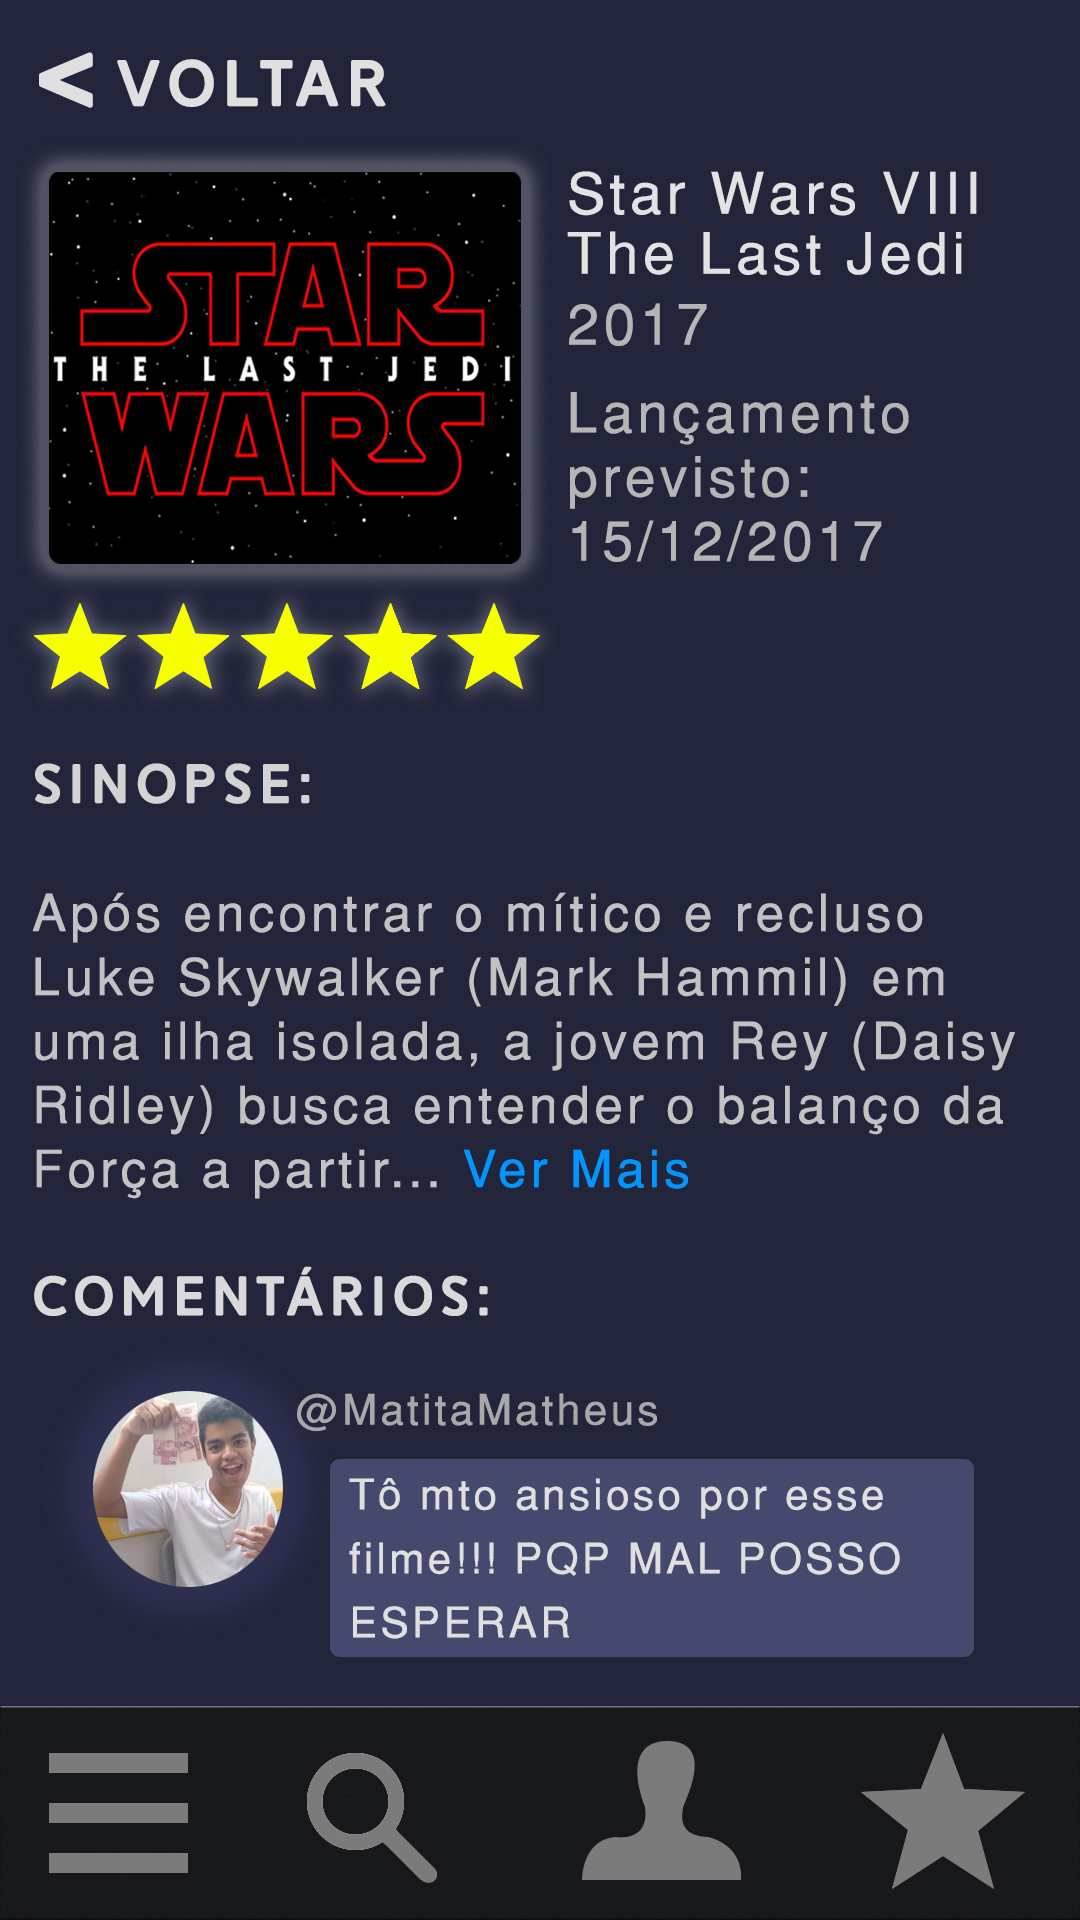 < VOLTAR
STAR
THE LAST JEDI
WARS
Star Wars VIII
The Last Jedi
2017
Lançamento
previsto:
15/12/2017
SINOPSE:
Após encontrar o mítico e recluso
Luke Skywalker (Mark Hammil) em
uma ilha isolada, a jovem Rey (Daisy
Ridley) busca entender o balanço da
Força a partir... Ver Mais
COMENTÁRIOS:
@MatitaMatheus
Tô mto ansioso por esse
filme!!! PQP MAL POSSO
ESPERAR